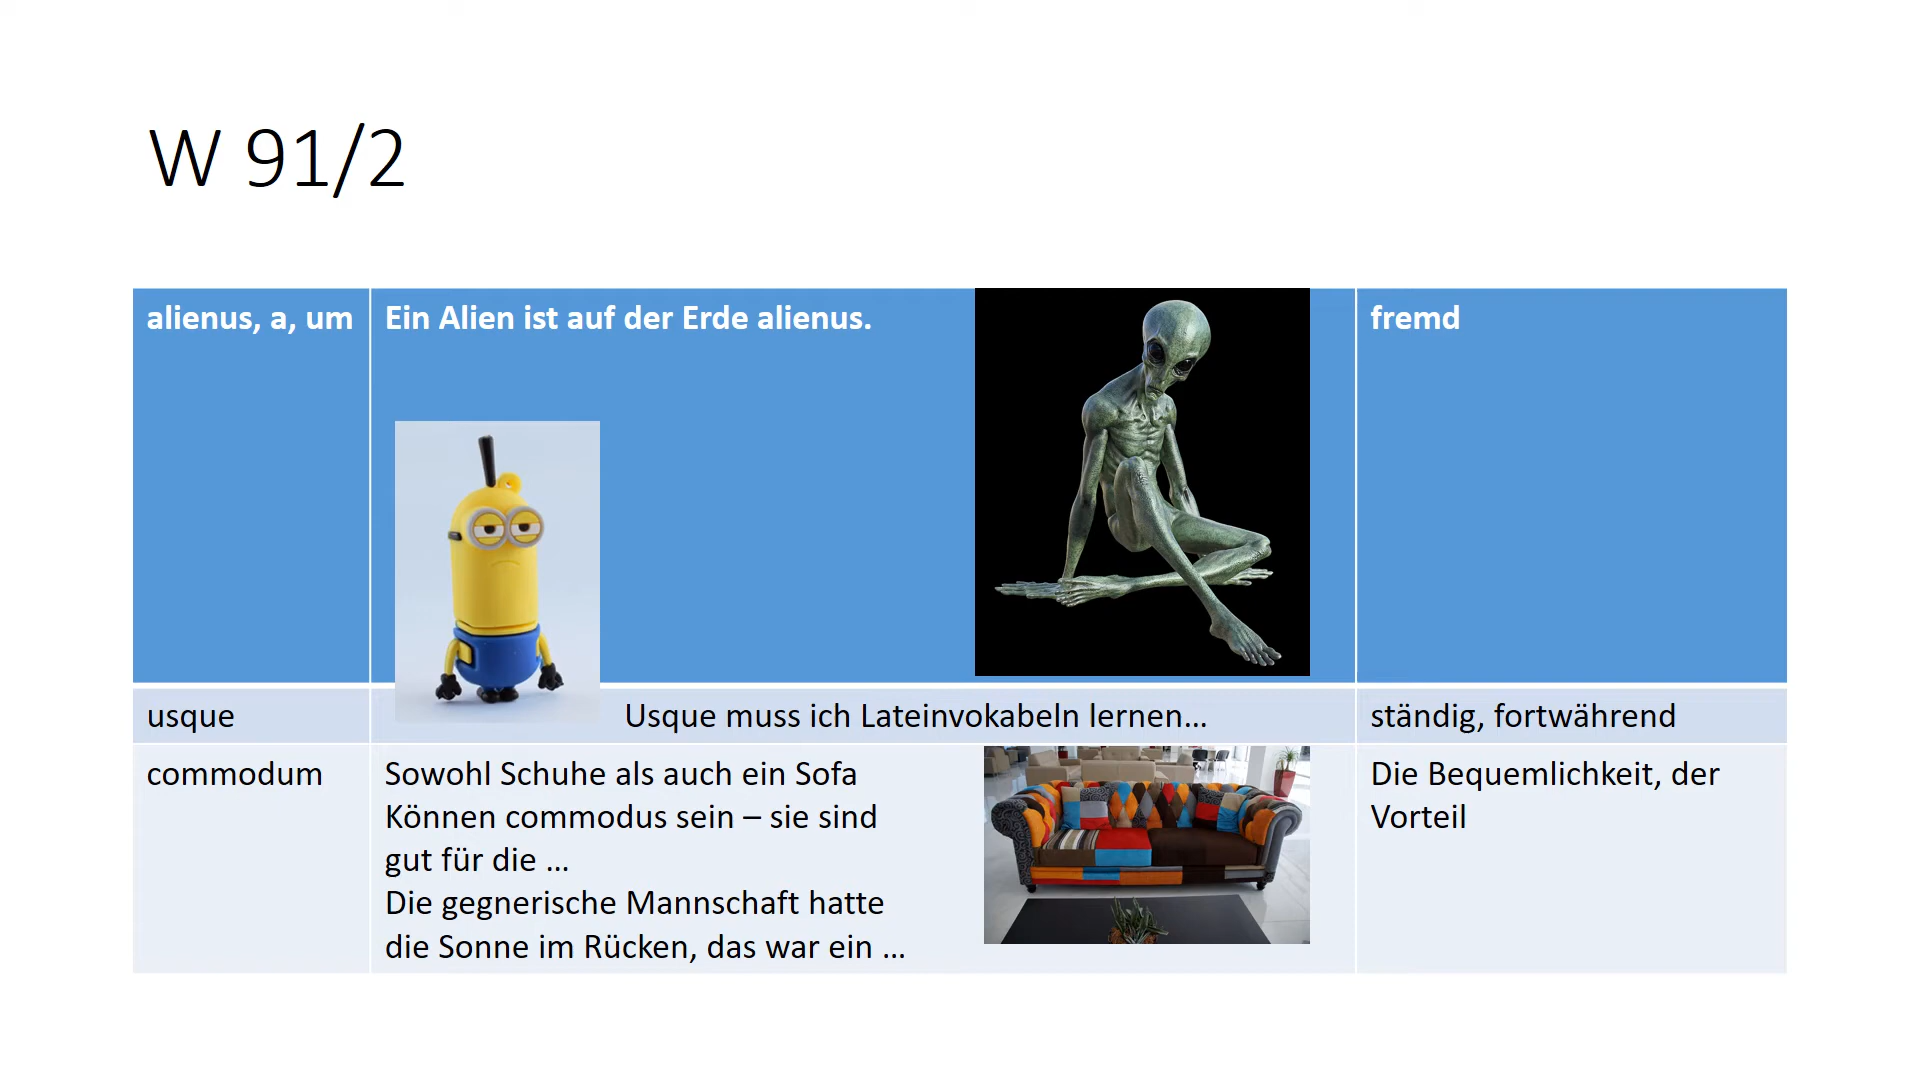 W 91/2
alienus, a, um
Ein Alien ist auf der Erde alienus.
fremd
usque
Usque muss ich Lateinvokabeln lernen…
ständig, fortwährend
commodum
Sowohl Schuhe als auch ein Sofa
Können commodus sein – sie sind
gut für die …
Die gegnerische Mannschaft hatte
die Sonne im Rücken, das war ein …
Die Bequemlichkeit, der
Vorteil